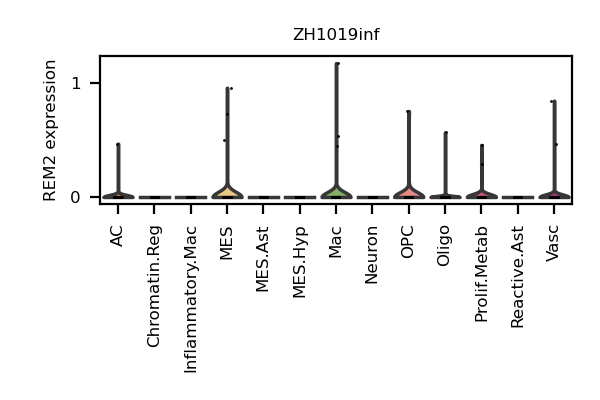 ZH1019inf
REM2 expression
1
0
AC
Chromatin.Reg
Inflammatory.Mac
MES
MES.Ast
MES.Hyp
Mac
Neuron
OPC
Oligo
Prolif.Metab
Reactive.Ast
Vasc